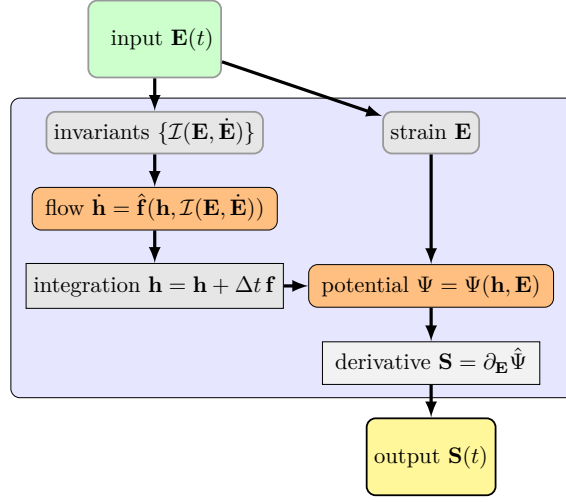 input E(t)
invariants {ℐ(E, Ė)}
strain E
flow ḣ = f̂(h, ℐ(E, Ė))
integration h = h + Δt f
potential Ψ = Ψ(h, E)
derivative S = ∂_E Ψ̂
output S(t)